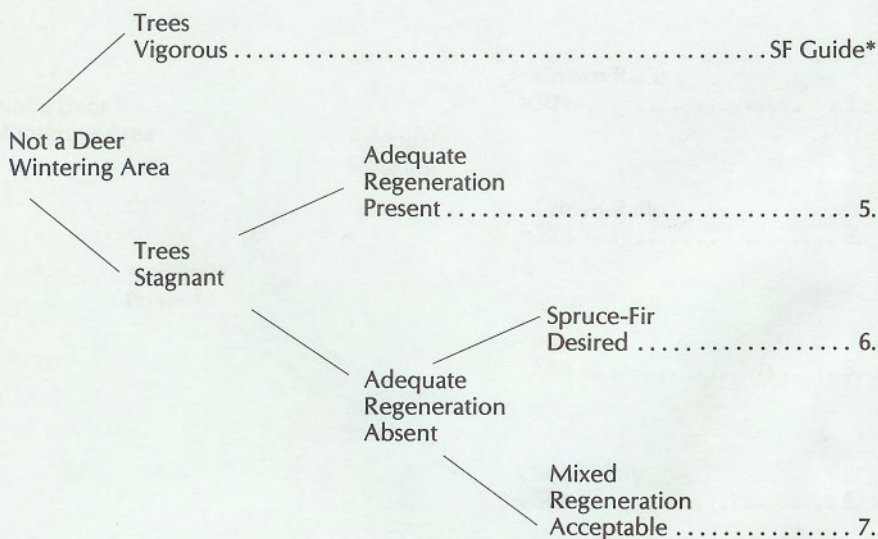 Trees
Vigorous ................................................... SF Guide*
Not a Deer
Wintering Area
Adequate
Regeneration
Present ................................. 5.
Trees
Stagnant
Spruce-Fir
Desired .................... 6.
Adequate
Regeneration
Absent
Mixed
Regeneration
Acceptable ................ 7.